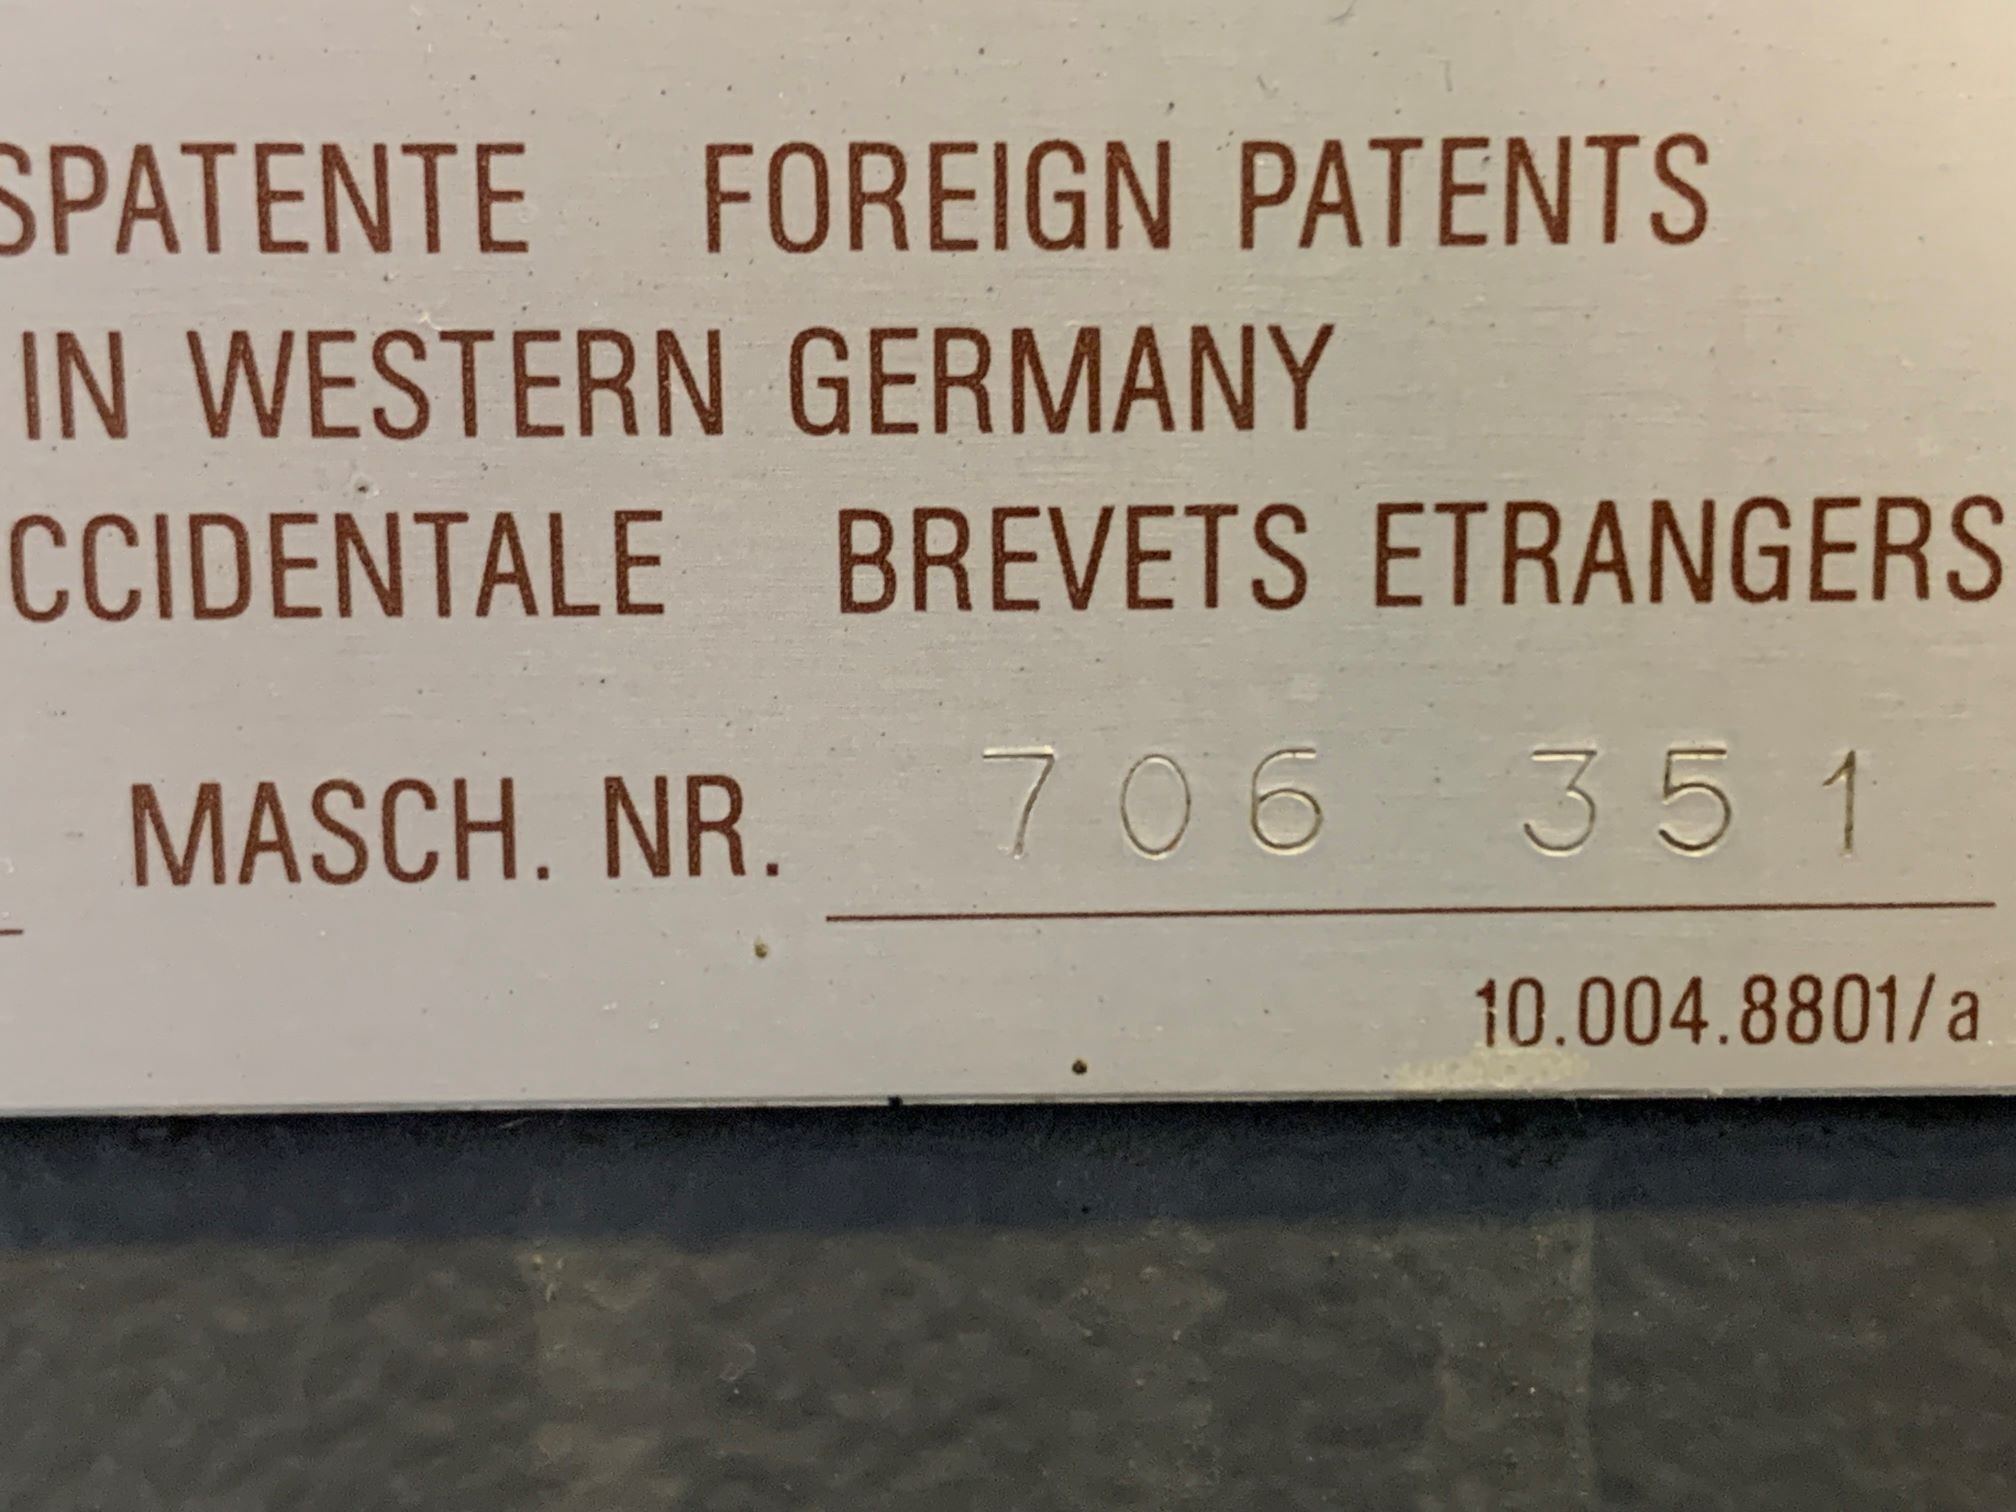 SPATENTE FOREIGN PATENTS
IN WESTERN GERMANY
CCIDENTALE BREVETS ETRANGERS
MASCH. NR. 706 351
10.004.8801/a